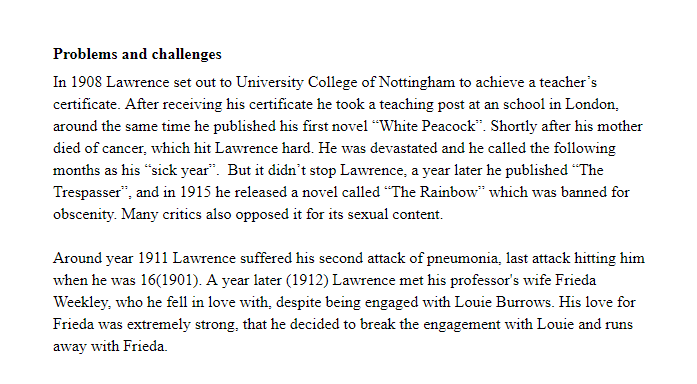 Problems and challenges
In 1908 Lawrence set out to University College of Nottingham to achieve a teacher’s
certificate. After receiving his certificate he took a teaching post at an school in London,
around the same time he published his first novel “White Peacock”. Shortly after his mother
died of cancer, which hit Lawrence hard. He was devastated and he called the following
months as his “sick year”.  But it didn’t stop Lawrence, a year later he published “The
Trespasser”, and in 1915 he released a novel called “The Rainbow” which was banned for
obscenity. Many critics also opposed it for its sexual content.
Around year 1911 Lawrence suffered his second attack of pneumonia, last attack hitting him
when he was 16(1901). A year later (1912) Lawrence met his professor's wife Frieda
Weekley, who he fell in love with, despite being engaged with Louie Burrows. His love for
Frieda was extremely strong, that he decided to break the engagement with Louie and runs
away with Frieda.